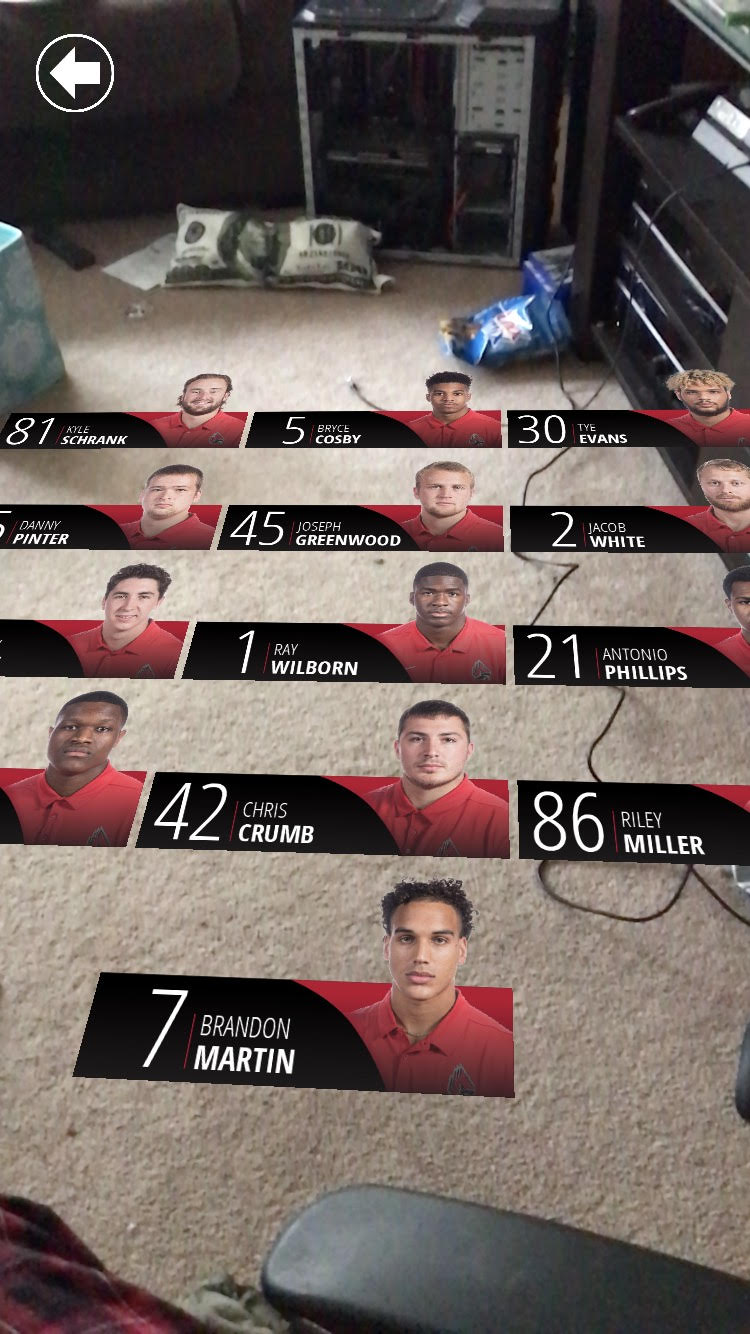 81 KYLE SCHRANK
5 BRYCE COSBY
30 TYE EVANS
DANNY PINTER
45 JOSEPH GREENWOOD
2 JACOB WHITE
1 RAY WILBORN
21 ANTONIO PHILLIPS
42 CHRIS CRUMB
86 RILEY MILLER
7 BRANDON MARTIN